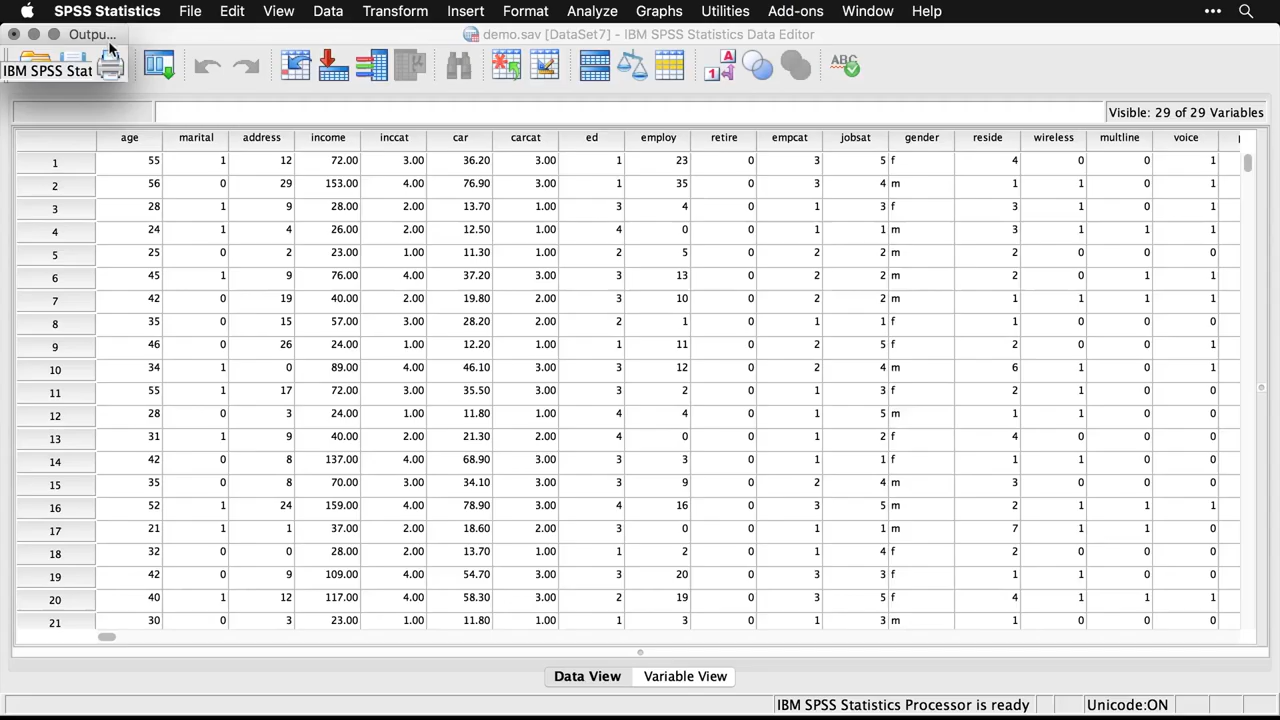 SPSS Statistics File Edit View Data Transform Insert Format Analyze Graphs Utilities Add-ons Window Help
Outpu... demo.sav [DataSet7] - IBM SPSS Statistics Data Editor
IBM SPSS Stat
Visible: 29 of 29 Variables
age marital address income inccat car carcat ed employ retire empcat jobsat gender reside wireless multline voice
1 55 1 12 72.00 3.00 36.20 3.00 1 23 0 3 5 f 4 0 0 1
2 56 0 29 153.00 4.00 76.90 3.00 1 35 0 3 4 m 1 1 0 1
3 28 1 9 28.00 2.00 13.70 1.00 3 4 0 1 3 f 3 1 0 1
4 24 1 4 26.00 2.00 12.50 1.00 4 0 0 1 1 m 3 1 1 1
5 25 0 2 23.00 1.00 11.30 1.00 2 5 0 2 2 m 2 0 0 0
6 45 1 9 76.00 4.00 37.20 3.00 3 13 0 2 2 m 2 0 1 1
7 42 0 19 40.00 2.00 19.80 2.00 3 10 0 2 2 m 1 1 1 1
8 35 0 15 57.00 3.00 28.20 2.00 2 1 0 1 1 f 1 0 0 0
9 46 0 26 24.00 1.00 12.20 1.00 1 11 0 2 5 f 2 0 0 1
10 34 1 0 89.00 4.00 46.10 3.00 3 12 0 2 4 m 6 1 0 1
11 55 1 17 72.00 3.00 35.50 3.00 3 2 0 1 3 f 2 1 0 0
12 28 0 3 24.00 1.00 11.80 1.00 4 4 0 1 5 m 1 1 0 0
13 31 1 9 40.00 2.00 21.30 2.00 4 0 0 1 2 f 4 0 0 0
14 42 0 8 137.00 4.00 68.90 3.00 3 3 0 1 1 f 1 1 0 0
15 35 0 8 70.00 3.00 34.10 3.00 3 9 0 2 4 m 3 0 0 0
16 52 1 24 159.00 4.00 78.90 3.00 4 16 0 3 5 m 2 1 1 1
17 21 1 1 37.00 2.00 18.60 2.00 3 0 0 1 1 m 7 1 1 0
18 32 0 0 28.00 2.00 13.70 1.00 1 2 0 1 4 f 2 0 0 0
19 42 0 9 109.00 4.00 54.70 3.00 3 20 0 3 3 f 1 1 0 0
20 40 1 12 117.00 4.00 58.30 3.00 2 19 0 3 5 f 4 1 1 1
21 30 0 3 23.00 1.00 11.80 1.00 1 3 0 1 3 m 1 0 0 0
Data View Variable View
IBM SPSS Statistics Processor is ready Unicode:ON